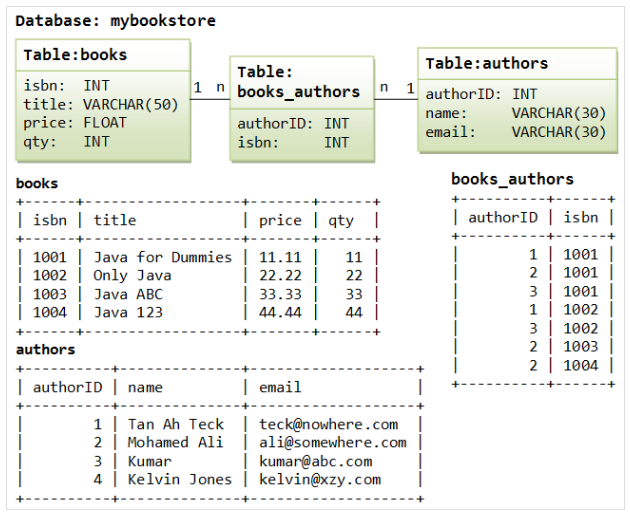 Database: mybookstore
Table:books
isbn: INT
title: VARCHAR(50)
price: FLOAT
qty: INT
1 n
Table:
books_authors
authorID: INT
isbn: INT
n 1
Table:authors
authorID: INT
name: VARCHAR(30)
email: VARCHAR(30)
books
+------+----------------+-------+------+
| isbn | title | price | qty |
+------+----------------+-------+------+
| 1001 | Java for Dummies | 11.11 | 11 |
| 1002 | Only Java | 22.22 | 22 |
| 1003 | Java ABC | 33.33 | 33 |
| 1004 | Java 123 | 44.44 | 44 |
+------+----------------+-------+------+
authors
+----------+--------------+------------------+
| authorID | name | email |
+----------+--------------+------------------+
| 1 | Tan Ah Teck | teck@nowhere.com |
| 2 | Mohamed Ali | ali@somewhere.com |
| 3 | Kumar | kumar@abc.com |
| 4 | Kelvin Jones | kelvin@xzy.com |
+----------+--------------+------------------+
books_authors
+----------+------+
| authorID | isbn |
+----------+------+
| 1 | 1001 |
| 2 | 1001 |
| 3 | 1001 |
| 1 | 1002 |
| 3 | 1002 |
| 2 | 1003 |
| 2 | 1004 |
+----------+------+